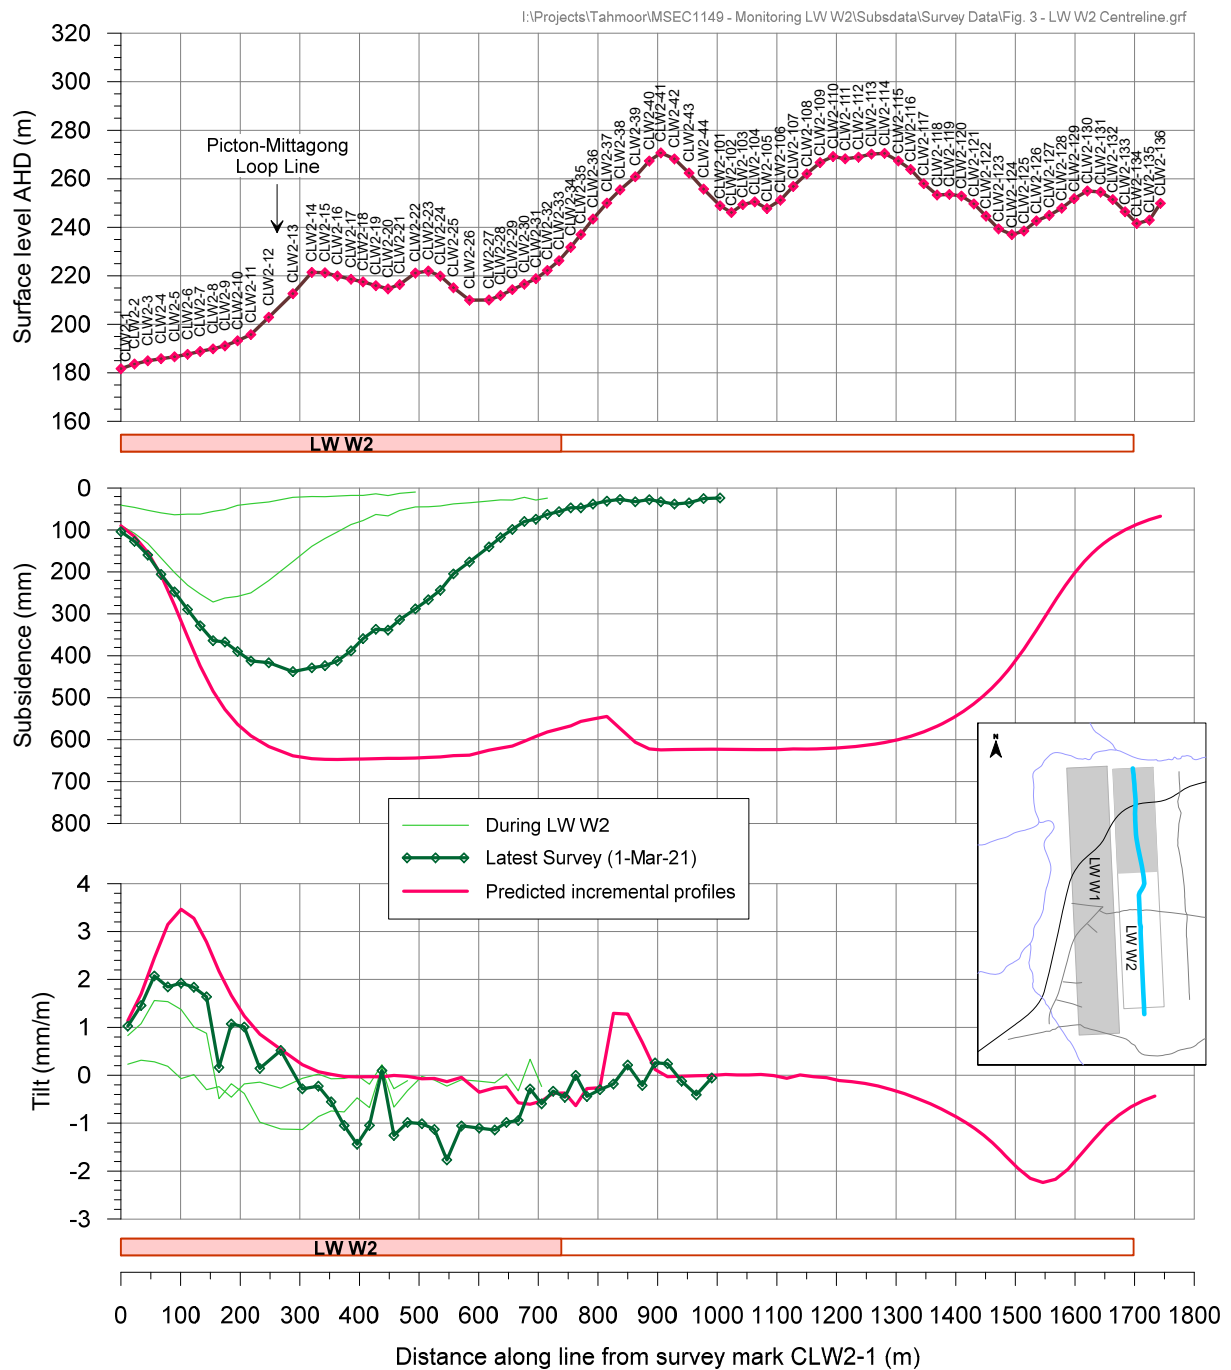 I:\Projects\Tahmoor\MSEC1149 - Monitoring LW W2\Subsdata\Survey Data\Fig. 3 - LW W2 Centreline.grf
320
300
280
260
240
220
200
180
160
Surface level AHD (m)
Picton-Mittagong
Loop Line
CLW2-1
CLW2-2
CLW2-3
CLW2-4
CLW2-5
CLW2-6
CLW2-7
CLW2-8
CLW2-9
CLW2-10
CLW2-11
CLW2-12
CLW2-13
CLW2-14
CLW2-15
CLW2-16
CLW2-17
CLW2-18
CLW2-19
CLW2-20
CLW2-21
CLW2-22
CLW2-23
CLW2-24
CLW2-25
CLW2-26
CLW2-27
CLW2-28
CLW2-29
CLW2-30
CLW2-31
CLW2-32
CLW2-33
CLW2-34
CLW2-35
CLW2-36
CLW2-37
CLW2-38
CLW2-39
CLW2-40
CLW2-41
CLW2-42
CLW2-43
CLW2-44
CLW2-101
CLW2-102
CLW2-103
CLW2-104
CLW2-105
CLW2-106
CLW2-107
CLW2-108
CLW2-109
CLW2-110
CLW2-111
CLW2-112
CLW2-113
CLW2-114
CLW2-115
CLW2-116
CLW2-117
CLW2-118
CLW2-119
CLW2-120
CLW2-121
CLW2-122
CLW2-123
CLW2-124
CLW2-125
CLW2-126
CLW2-127
CLW2-128
CLW2-129
CLW2-130
CLW2-131
CLW2-132
CLW2-133
CLW2-134
CLW2-135
CLW2-136
LW W2
0
100
200
300
400
500
600
700
800
Subsidence (mm)
N
LW W1
LW W2
During LW W2
Latest Survey (1-Mar-21)
Predicted incremental profiles
4
3
2
1
0
-1
-2
-3
Tilt (mm/m)
LW W2
0 100 200 300 400 500 600 700 800 900 1000 1100 1200 1300 1400 1500 1600 1700 1800
Distance along line from survey mark CLW2-1 (m)